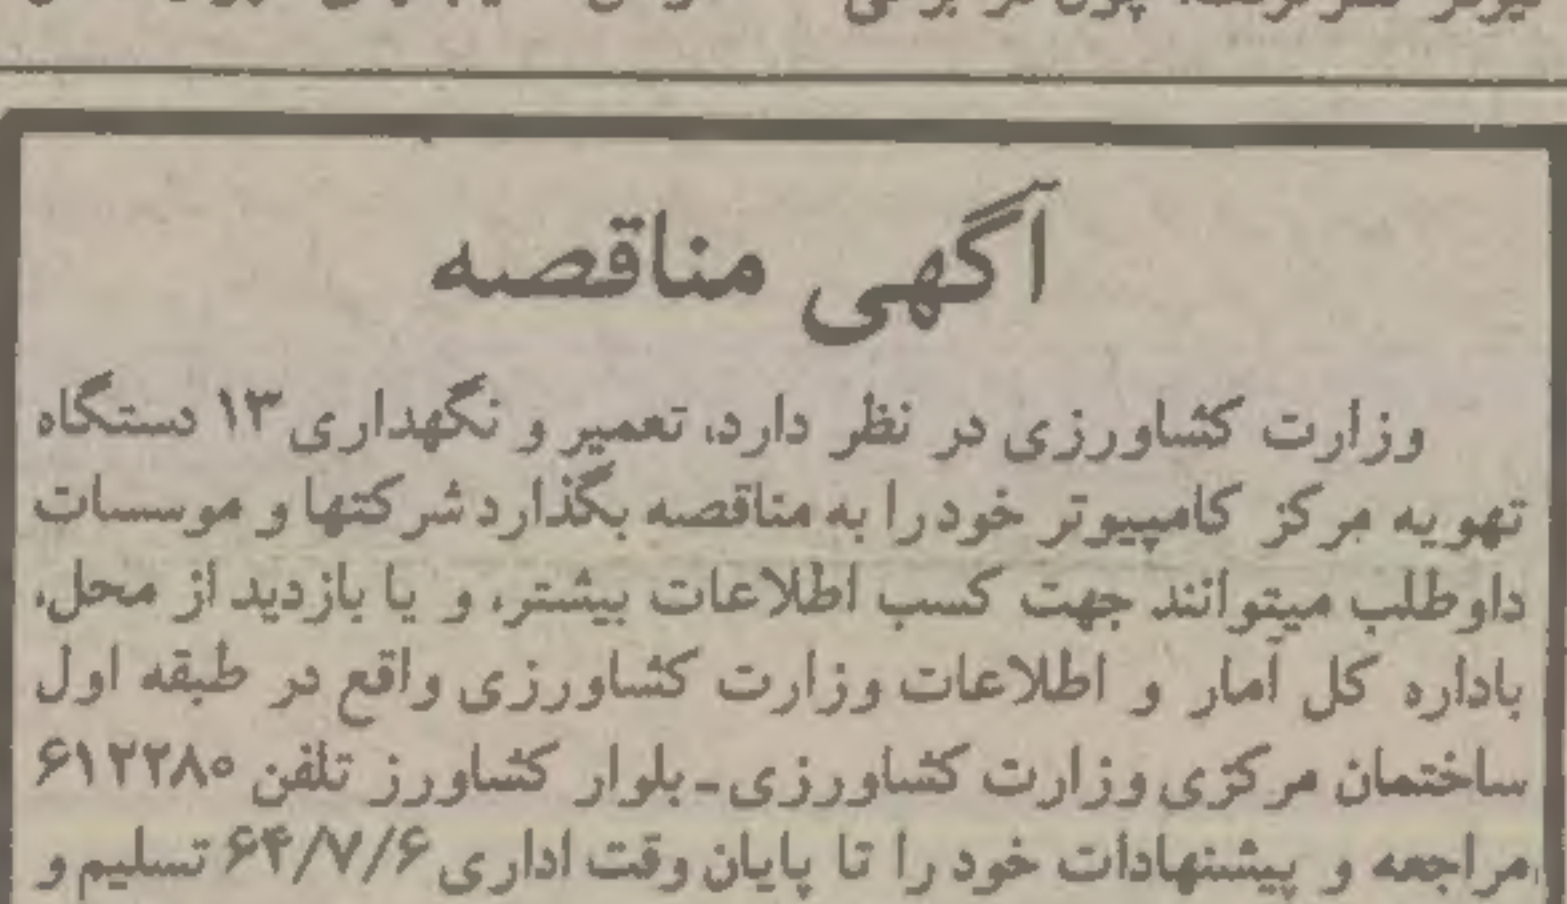 آگهی مناقصه
وزارت کشاورزی در نظر دارد، تعمیر و نگهداری ۱۳ دستگاه
تهویه مرکز کامپیوتر خود را به مناقصه بگذارد شرکتها و موسسات
داوطلب میتوانند جهت کسب اطلاعات بیشتر، و یا بازدید از محل،
باداره کل آمار و اطلاعات وزارت کشاورزی واقع در طبقه اول
ساختمان مرکزی وزارت کشاورزی ـ بلوار کشاورز تلفن ۶۱۲۲۸۰
مراجعه و پیشنهادات خود را تا پایان وقت اداری ۶۴/۷/۶ تسلیم و